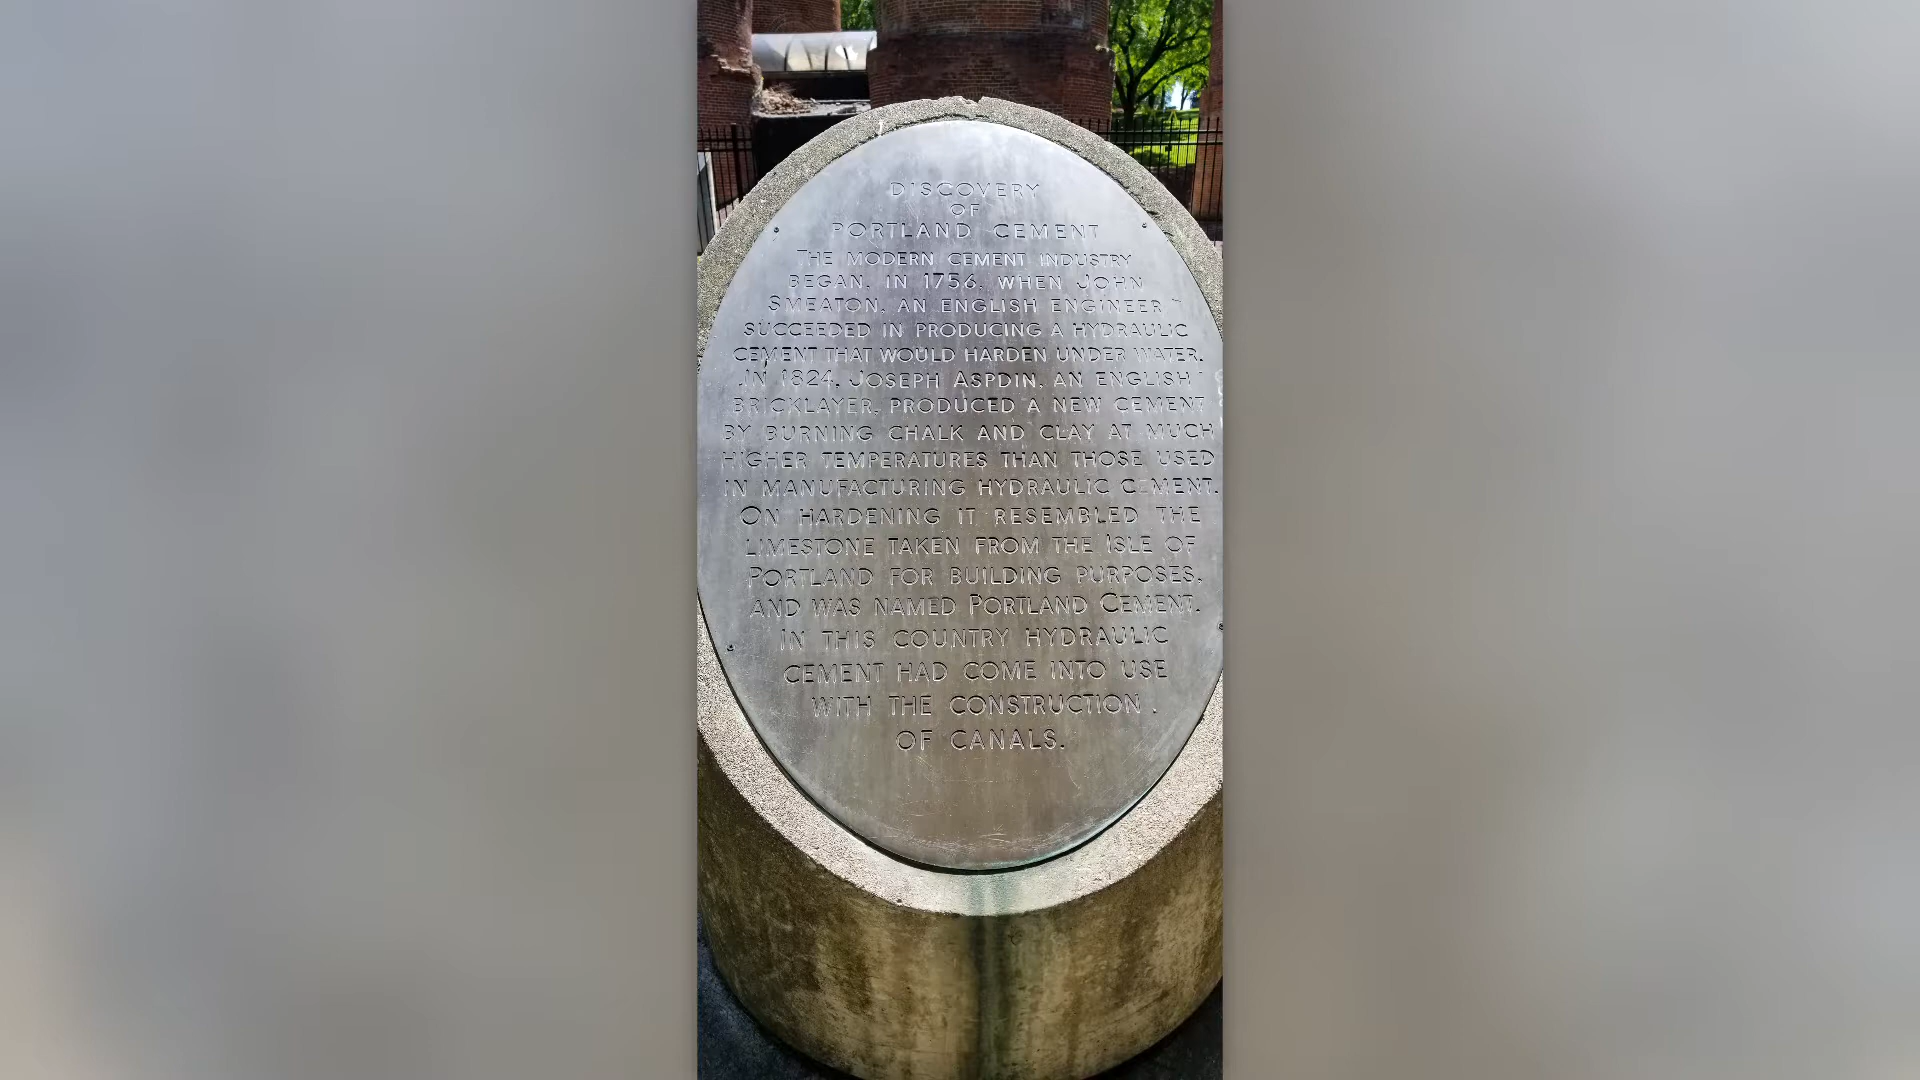 DISCOVERY
OF
PORTLAND CEMENT
THE MODERN CEMENT INDUSTRY
BEGAN, IN 1756, WHEN JOHN
SMEATON, AN ENGLISH ENGINEER
SUCCEEDED IN PRODUCING A HYDRAULIC
CEMENT THAT WOULD HARDEN UNDER WATER.
IN 1824, JOSEPH ASPDIN, AN ENGLISH
BRICKLAYER, PRODUCED A NEW CEMENT
BY BURNING CHALK AND CLAY AT MUCH
HIGHER TEMPERATURES THAN THOSE USED
IN MANUFACTURING HYDRAULIC CEMENT.
ON HARDENING IT RESEMBLED THE
LIMESTONE TAKEN FROM THE ISLE OF
PORTLAND FOR BUILDING PURPOSES,
AND WAS NAMED PORTLAND CEMENT.
IN THIS COUNTRY HYDRAULIC
CEMENT HAD COME INTO USE
WITH THE CONSTRUCTION
OF CANALS.